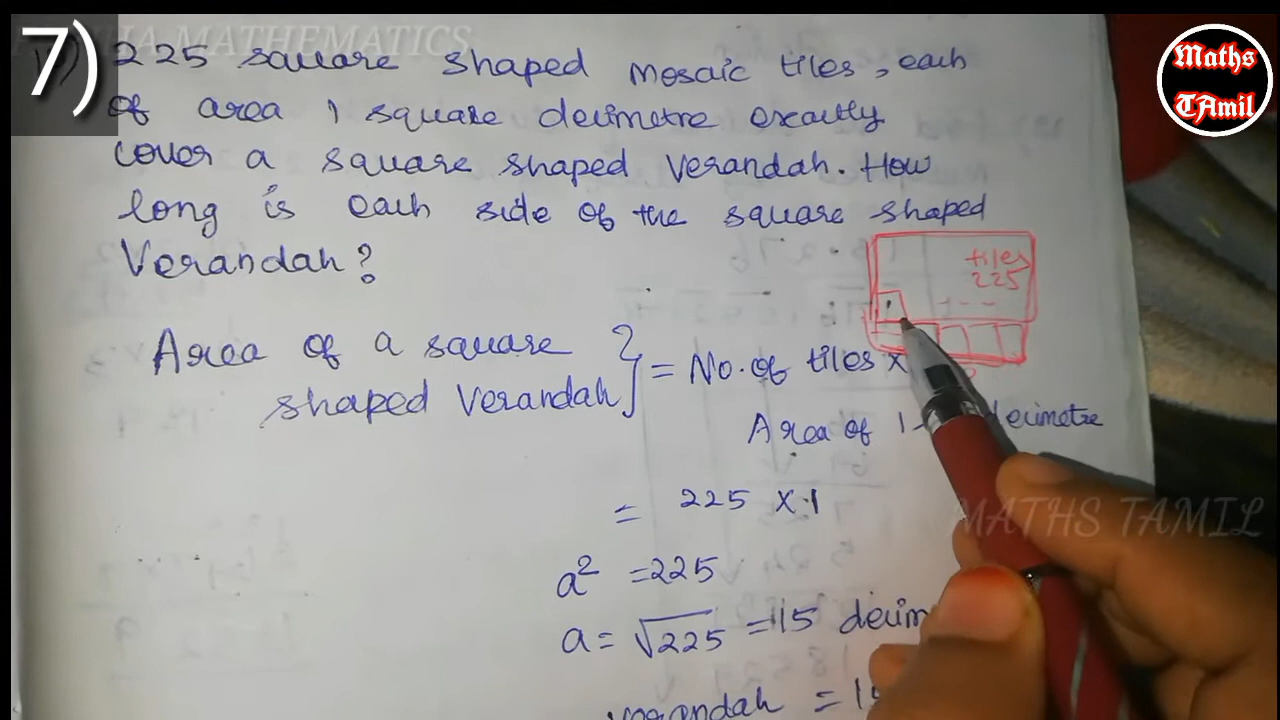 7)
225 square shaped mosaic tiles, each
of area 1 square decimetre exactly
cover a square shaped Verandah. How
long is each side of the square shaped
Verandah?
tiles
225
Area of a square
shaped Verandah } = No. of tiles x
Area of 1 decimetre
= 225 x 1
a² = 225
a = √225 = 15 decim
verandah =
Maths
TAmil
MATHEMATICS
MATHS TAMIL